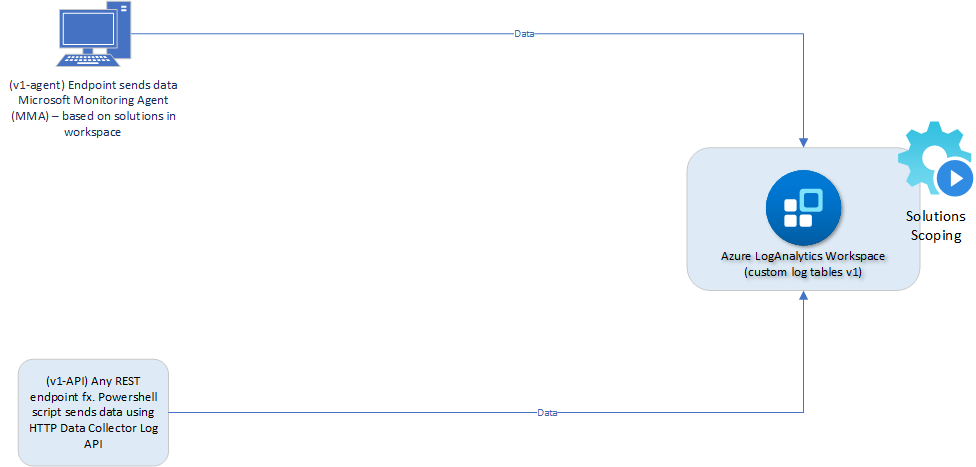 Data
(v1-agent) Endpoint sends data
Microsoft Monitoring Agent
(MMA) – based on solutions in
workspace
Solutions
Scoping
Azure LogAnalytics Workspace
(custom log tables v1)
(v1-API) Any REST
endpoint fx. Powershell
script sends data using
HTTP Data Collector Log
API
Data